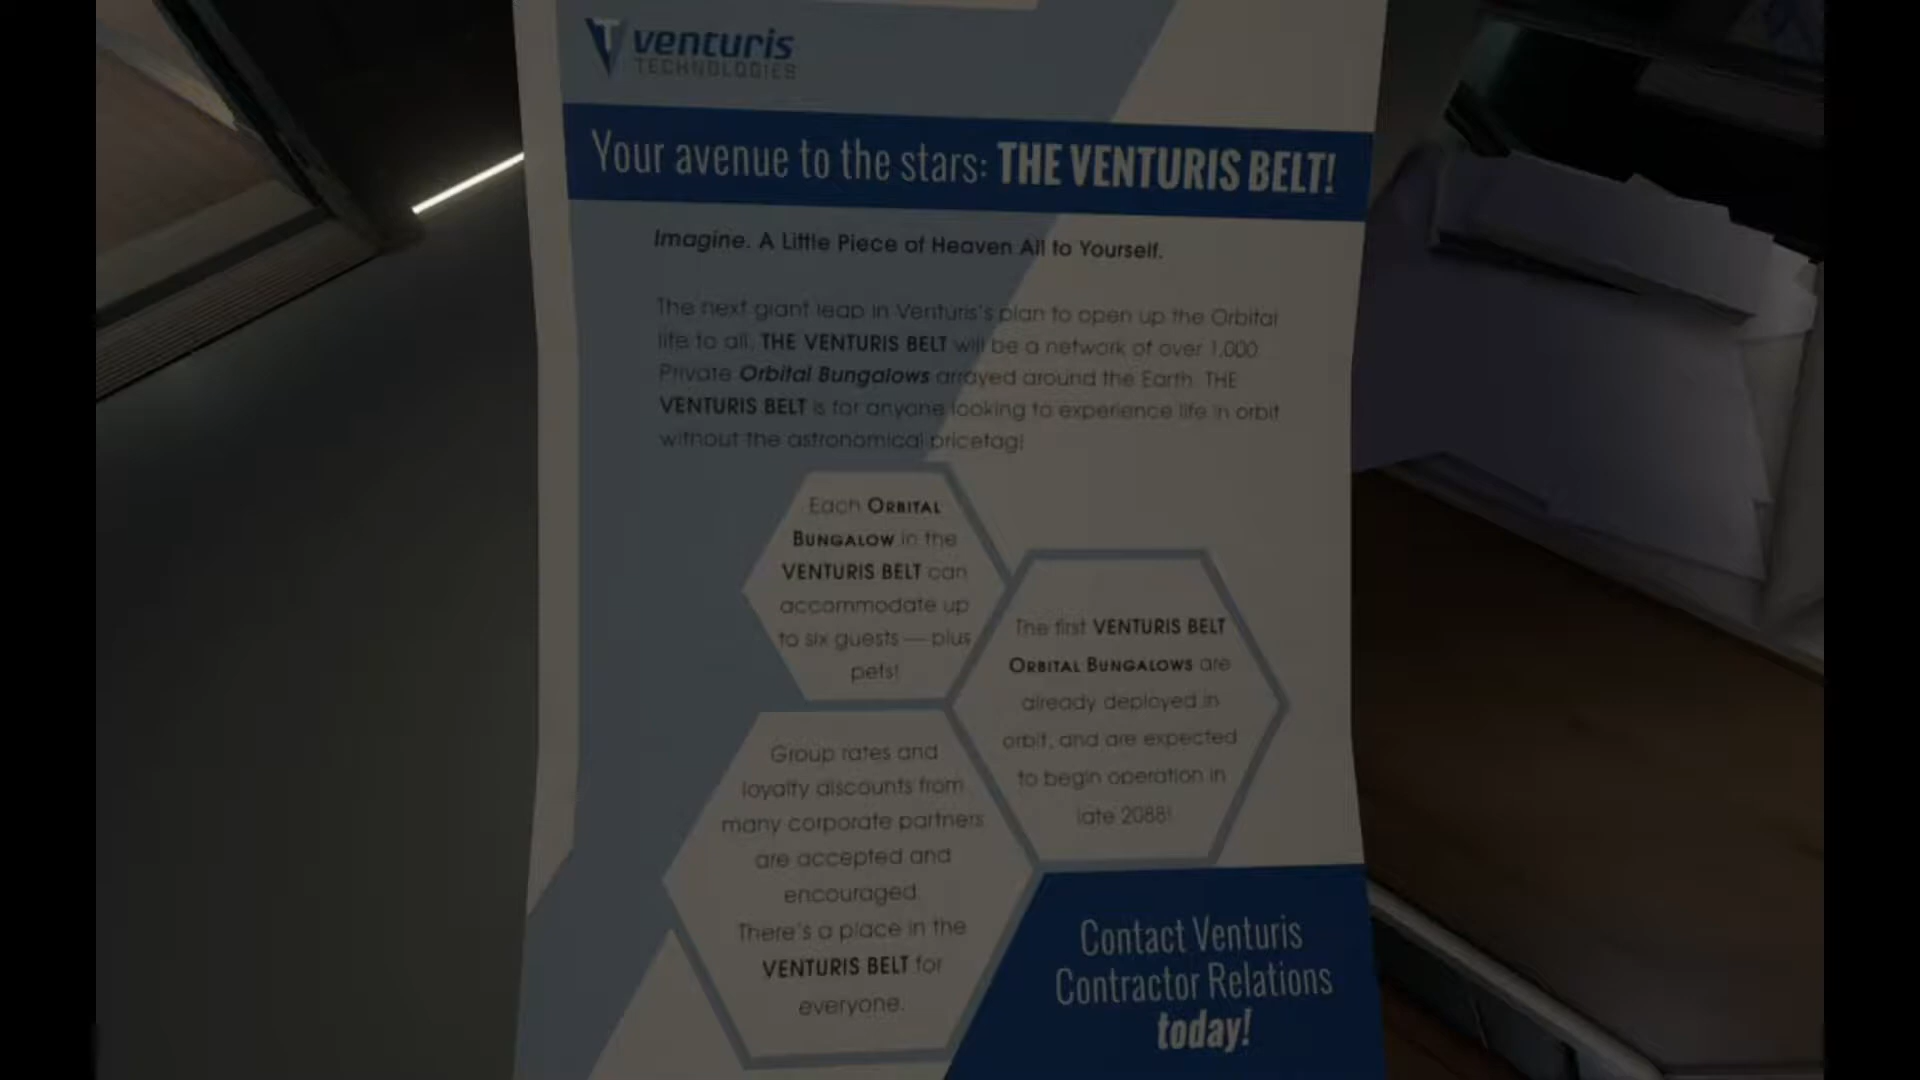 venturis
TECHNOLOGIES
Your avenue to the stars: THE VENTURIS BELT!
Imagine. A Little Piece of Heaven All to Yourself.
The next giant leap in Venturis's plan to open up the Orbital
life to all, THE VENTURIS BELT will be a network of over 1,000
Private Orbital Bungalows arrayed around the Earth. THE
VENTURIS BELT is for anyone looking to experience life in orbit
without the astronomical pricetag!
Each ORBITAL
BUNGALOW in the
VENTURIS BELT can
accommodate up
to six guests — plus
pets!
The first VENTURIS BELT
ORBITAL BUNGALOWS are
already deployed in
orbit, and are expected
to begin operation in
late 2088!
Group rates and
loyalty discounts from
many corporate partners
are accepted and
encouraged.
There's a place in the
VENTURIS BELT for
everyone.
Contact Venturis
Contractor Relations
today!